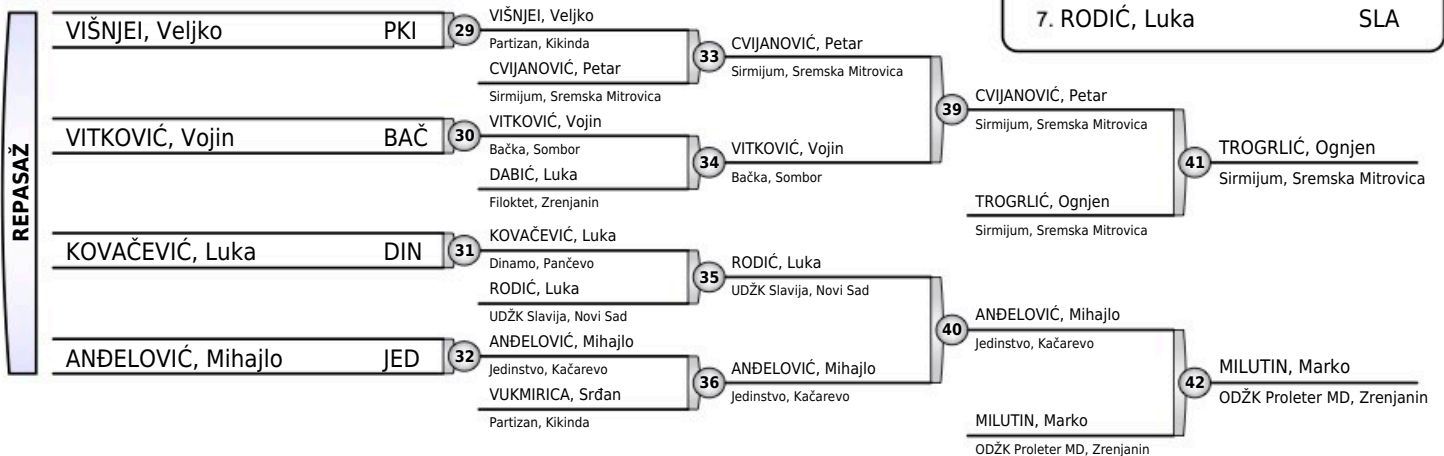 7. RODIĆ, Luka SLA
REPASAŽ
VIŠNJEI, Veljko PKI
29
VIŠNJEI, Veljko
Partizan, Kikinda
CVIJANOVIĆ, Petar
Sirmijum, Sremska Mitrovica
33
CVIJANOVIĆ, Petar
Sirmijum, Sremska Mitrovica
VITKOVIĆ, Vojin BAČ
30
VITKOVIĆ, Vojin
Bačka, Sombor
DABIĆ, Luka
Filoktet, Zrenjanin
34
VITKOVIĆ, Vojin
Bačka, Sombor
39
CVIJANOVIĆ, Petar
Sirmijum, Sremska Mitrovica
TROGRLIĆ, Ognjen
Sirmijum, Sremska Mitrovica
41
TROGRLIĆ, Ognjen
Sirmijum, Sremska Mitrovica
KOVAČEVIĆ, Luka DIN
31
KOVAČEVIĆ, Luka
Dinamo, Pančevo
RODIĆ, Luka
UDŽK Slavija, Novi Sad
35
RODIĆ, Luka
UDŽK Slavija, Novi Sad
ANĐELOVIĆ, Mihajlo JED
32
ANĐELOVIĆ, Mihajlo
Jedinstvo, Kačarevo
VUKMIRICA, Srđan
Partizan, Kikinda
36
ANĐELOVIĆ, Mihajlo
Jedinstvo, Kačarevo
40
ANĐELOVIĆ, Mihajlo
Jedinstvo, Kačarevo
MILUTIN, Marko
ODŽK Proleter MD, Zrenjanin
42
MILUTIN, Marko
ODŽK Proleter MD, Zrenjanin